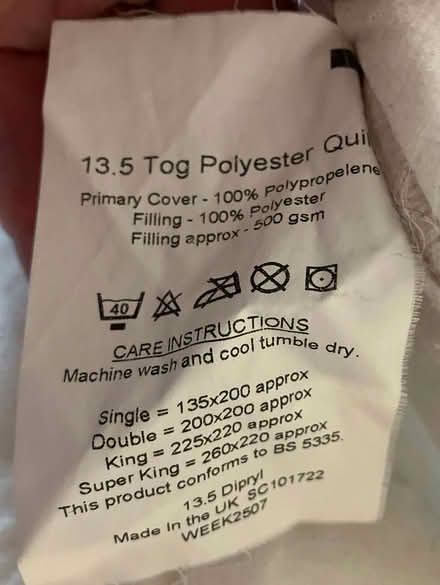 13.5 Tog Polyester Qui
Primary Cover - 100% Polypropelene
Filling - 100% Polyester
Filling approx - 500 gsm
40
CARE INSTRUCTIONS
Machine wash and cool tumble dry.
Single = 135x200 approx
Double = 200x200 approx
King = 225x220 approx
Super King = 260x220 approx
This product conforms to BS 5335.
13.5 Dipryl
Made In the UK SC101722
WEEK2507